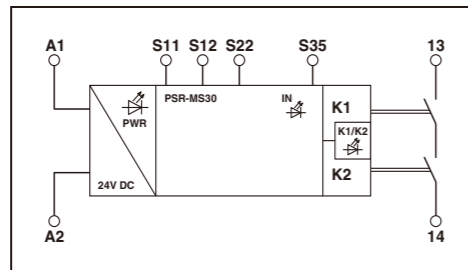 A1 S11 S12 S22 S35 13
PSR-MS30 IN K1
PWR K1/K2
24V DC K2
A2 14